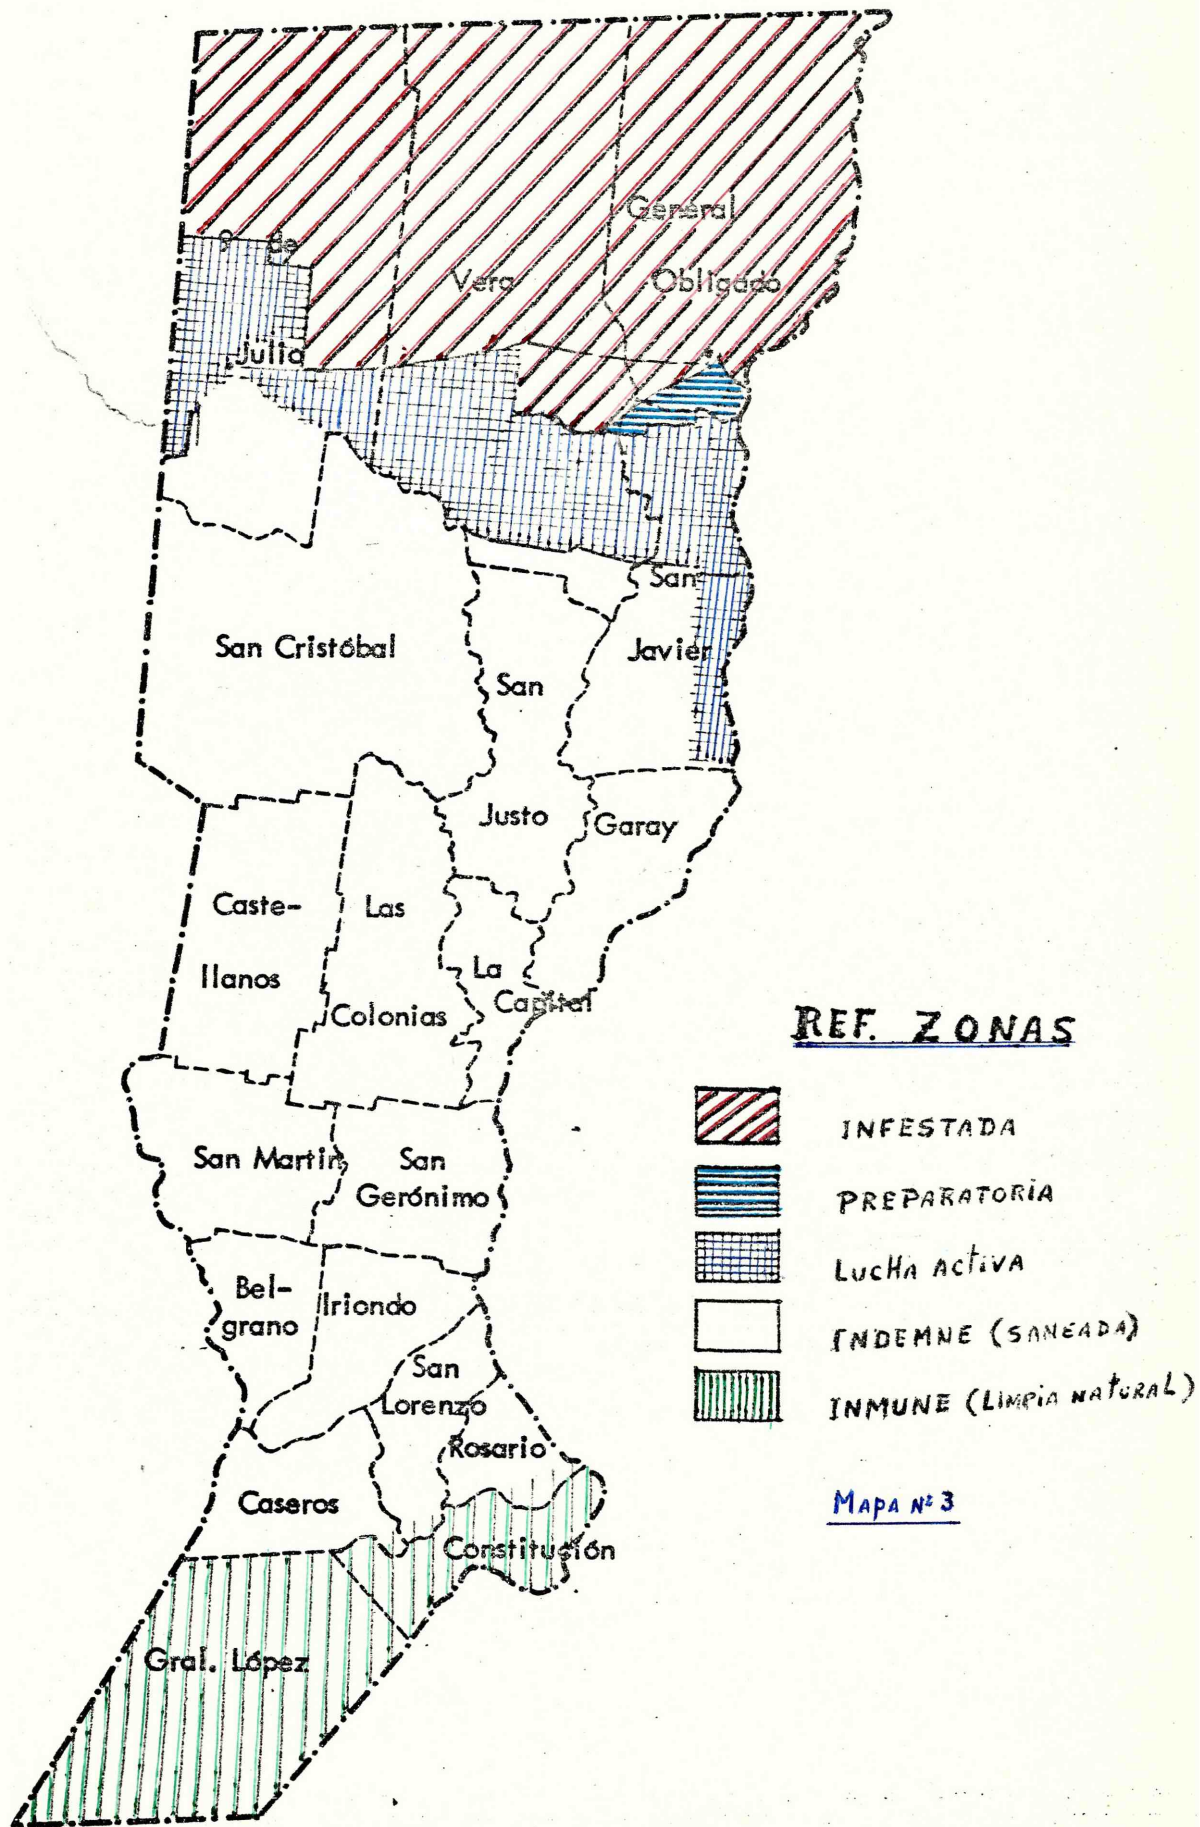 General
9 de
Vera
Obligado
Julio
San
San Cristóbal
Javier
San
Justo
Garay
Caste-
Las
llanos
La
Capital
Colonias
REF. ZONAS
INFESTADA
San Martin
San
Gerónimo
PREPARATORIA
LUCHA ACTIVA
Bel-
grano
Iriondo
INDEMNE (SANEADA)
San
Lorenzo
INMUNE (LIMPIA NATURAL)
Rosario
Caseros
MAPA Nº 3
Constitución
Gral. López